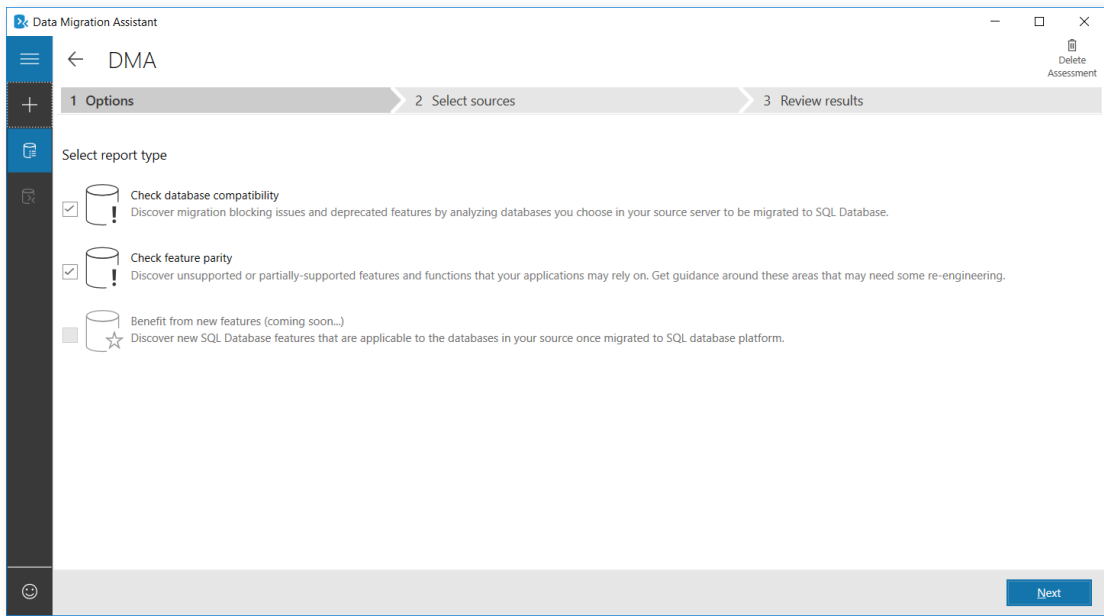 Data Migration Assistant
DMA
Delete
Assessment
1 Options
2 Select sources
3 Review results
Select report type
Check database compatibility
Discover migration blocking issues and deprecated features by analyzing databases you choose in your source server to be migrated to SQL Database.
Check feature parity
Discover unsupported or partially-supported features and functions that your applications may rely on. Get guidance around these areas that may need some re-engineering.
Benefit from new features (coming soon...)
Discover new SQL Database features that are applicable to the databases in your source once migrated to SQL database platform.
Next